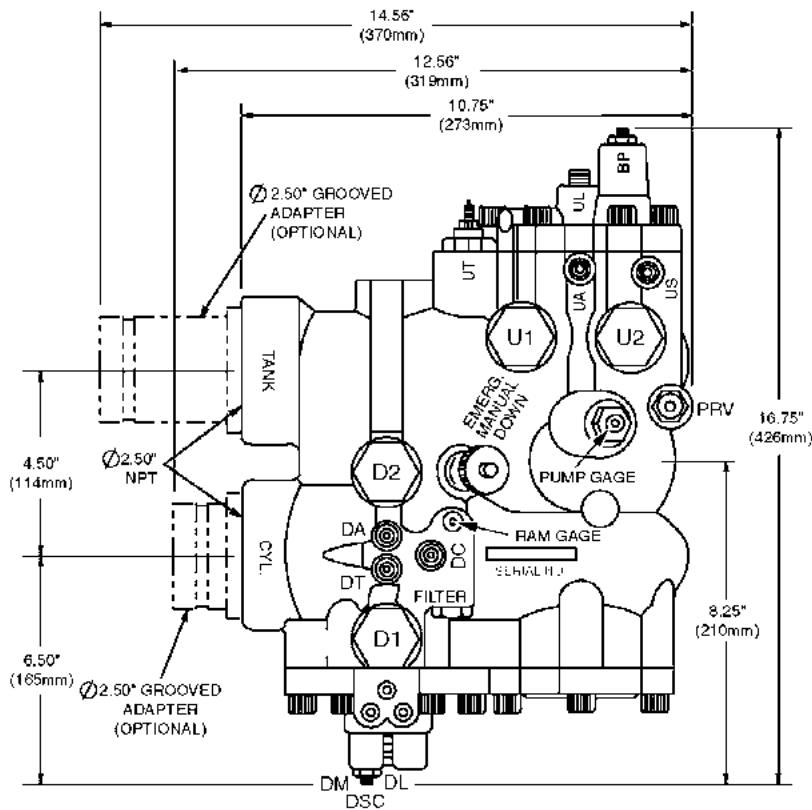 14.56"
(370mm)
12.56"
(319mm)
10.75"
(273mm)
Ø 2.50" GROOVED
ADAPTER
(OPTIONAL)
BP
UL
UT
UA
US
U1
U2
TANK
EMERG.
MANUAL
DOWN
PRV
16.75"
(426mm)
4.50"
(114mm)
Ø2.50"
NPT
D2
PUMP GAGE
CYL.
DA
DT
DC
RAM GAGE
SERIAL NO.
FILTER
D1
8.25"
(210mm)
6.50"
(165mm)
Ø2.50" GROOVED
ADAPTER
(OPTIONAL)
DM
DL
DSC